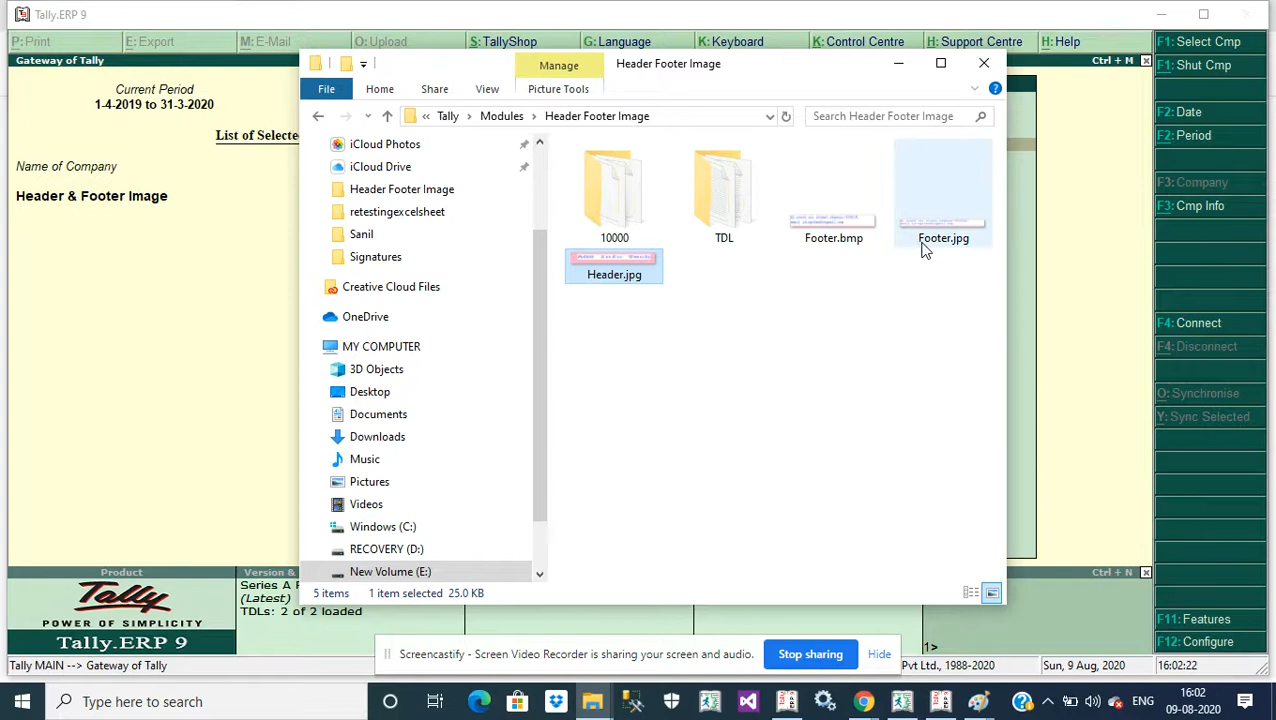 Tally.ERP 9
P: Print
E: Export
M: E-Mail
O: Upload
S: TallyShop
G: Language
K: Keyboard
K: Control Centre
H: Support Centre
H: Help
F1: Select Cmp
Gateway of Tally
Ctrl + M
F1: Shut Cmp
Current Period
1-4-2019 to 31-3-2020
List of Selecte
Name of Company
Header & Footer Image
F2: Date
F2: Period
F3: Company
F3: Cmp Info
F4: Connect
F4: Disconnect
O: Synchronise
Y: Sync Selected
F11: Features
F12: Configure
Manage
Header Footer Image
File
Home
Share
View
Picture Tools
Tally
Modules
Header Footer Image
Search Header Footer Image
iCloud Photos
iCloud Drive
Header Footer Image
retestingexcelsheet
Sanil
Signatures
Creative Cloud Files
OneDrive
MY COMPUTER
3D Objects
Desktop
Documents
Downloads
Music
Pictures
Videos
Windows (C:)
RECOVERY (D:)
New Volume (E:)
10000
TDL
Footer.bmp
Footer.jpg
Header.jpg
5 items
1 item selected 25.0 KB
Product
Version &
Ctrl + N
Tally
POWER OF SIMPLICITY
Tally.ERP 9
Series A
(Latest)
TDLs: 2 of 2 loaded
1>
Screencastify - Screen Video Recorder is sharing your screen and audio.
Stop sharing
Hide
Tally MAIN --> Gateway of Tally
Pvt Ltd., 1988-2020
Sun, 9 Aug, 2020
16:02:22
Type here to search
ENG
16:02
09-08-2020